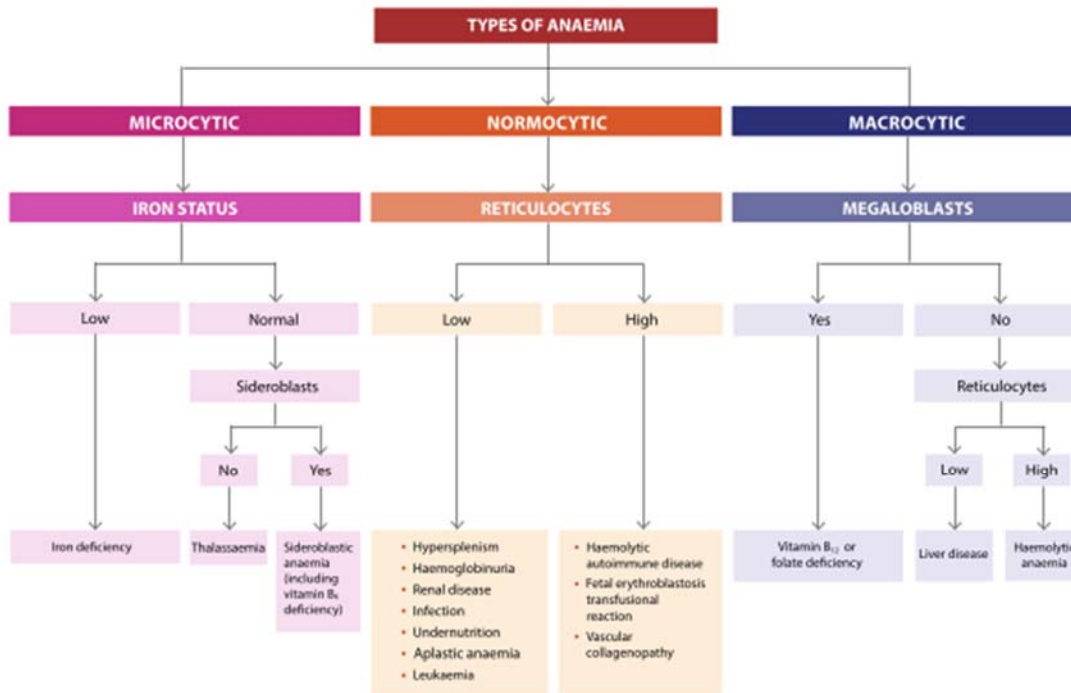 TYPES OF ANAEMIA
MICROCYTIC
NORMOCYTIC
MACROCYTIC
IRON STATUS
RETICULOCYTES
MEGALOBLASTS
Low
Normal
Low
High
Yes
No
Sideroblasts
Reticulocytes
No
Yes
Low
High
Iron deficiency
Thalassaemia
Sideroblastic
anaemia
(including
vitamin B₆
deficiency)
• Hypersplenism
• Haemoglobinuria
• Renal disease
• Infection
• Undernutrition
• Aplastic anaemia
• Leukaemia
• Haemolytic
autoimmune disease
• Fetal erythroblastosis
transfusional
reaction
• Vascular
collagenopathy
Vitamin B₁₂ or
folate deficiency
Liver disease
Haemolytic
anaemia